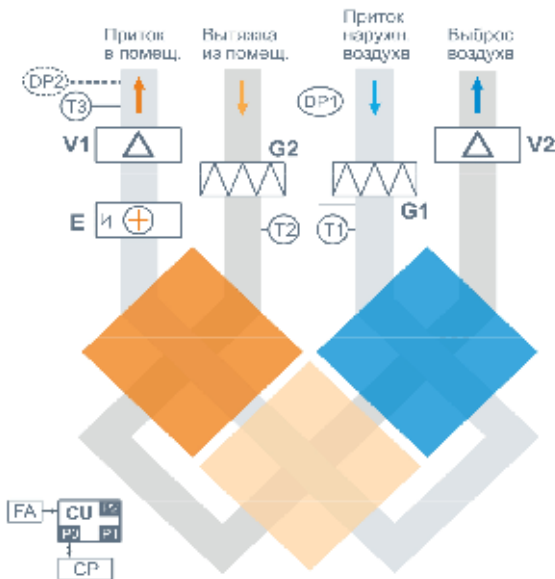 Приток
в помещ.
Вытяжка
из помещ.
Приток
наружн.
воздуха
Выброс
воздуха
DP2
T3
DP1
V1
G2
V2
E
И
T2
T1
G1
FA
CU
P0
P1
CP